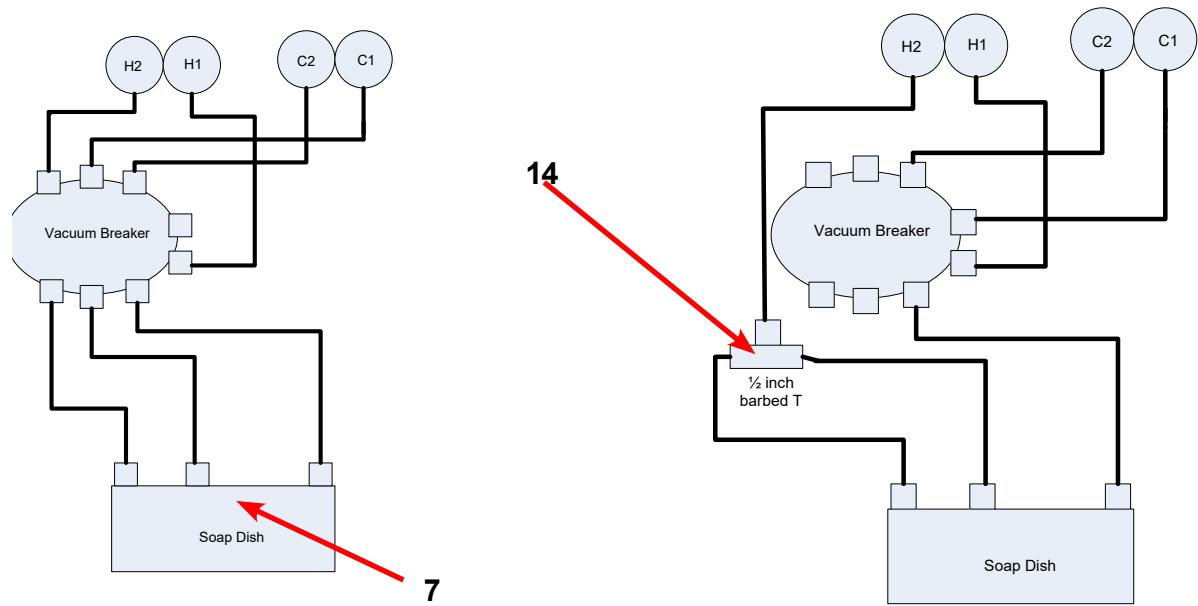 H2
H1
C2
C1
Vacuum Breaker
Soap Dish
7
H2
H1
C2
C1
14
Vacuum Breaker
½ inch
barbed T
Soap Dish